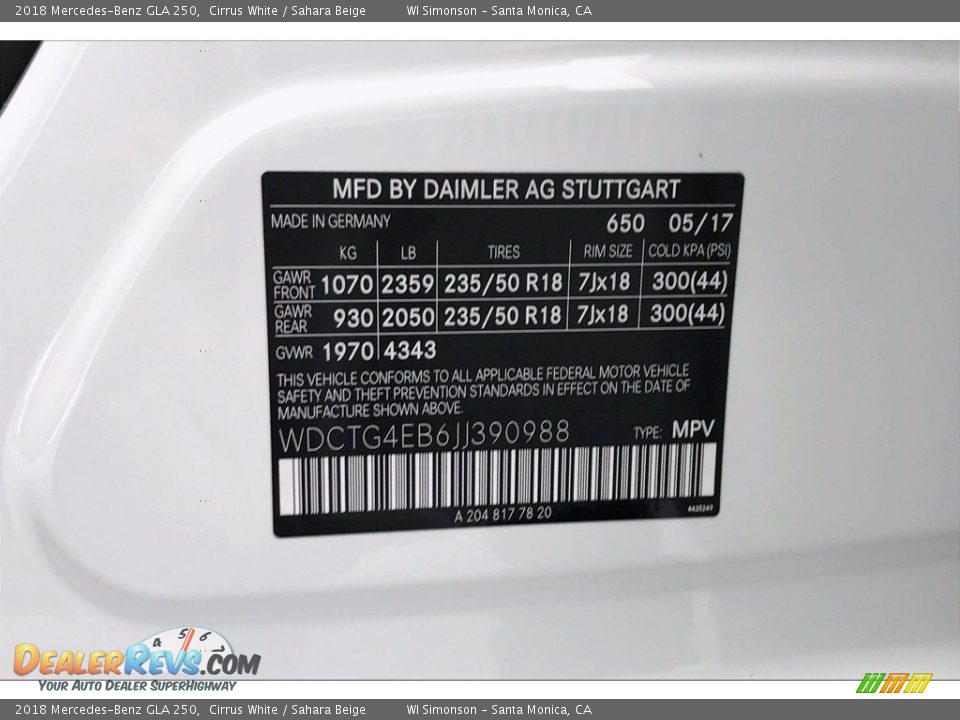 2018 Mercedes-Benz GLA 250, Cirrus White / Sahara Beige WI Simonson - Santa Monica, CA
MFD BY DAIMLER AG STUTTGART
MADE IN GERMANY 650 05/17
KG LB TIRES RIM SIZE COLD KPA (PSI)
GAWR FRONT 1070 2359 235/50 R18 7Jx18 300(44)
GAWR REAR 930 2050 235/50 R18 7Jx18 300(44)
GVWR 1970 4343
THIS VEHICLE CONFORMS TO ALL APPLICABLE FEDERAL MOTOR VEHICLE
SAFETY AND THEFT PREVENTION STANDARDS IN EFFECT ON THE DATE OF
MANUFACTURE SHOWN ABOVE.
WDCTG4EB6JJ390988 TYPE: MPV
A 204 817 78 20
4 5 6 7
DEALERREVS.COM
YOUR AUTO DEALER SUPERHIGHWAY
2018 Mercedes-Benz GLA 250, Cirrus White / Sahara Beige WI Simonson - Santa Monica, CA